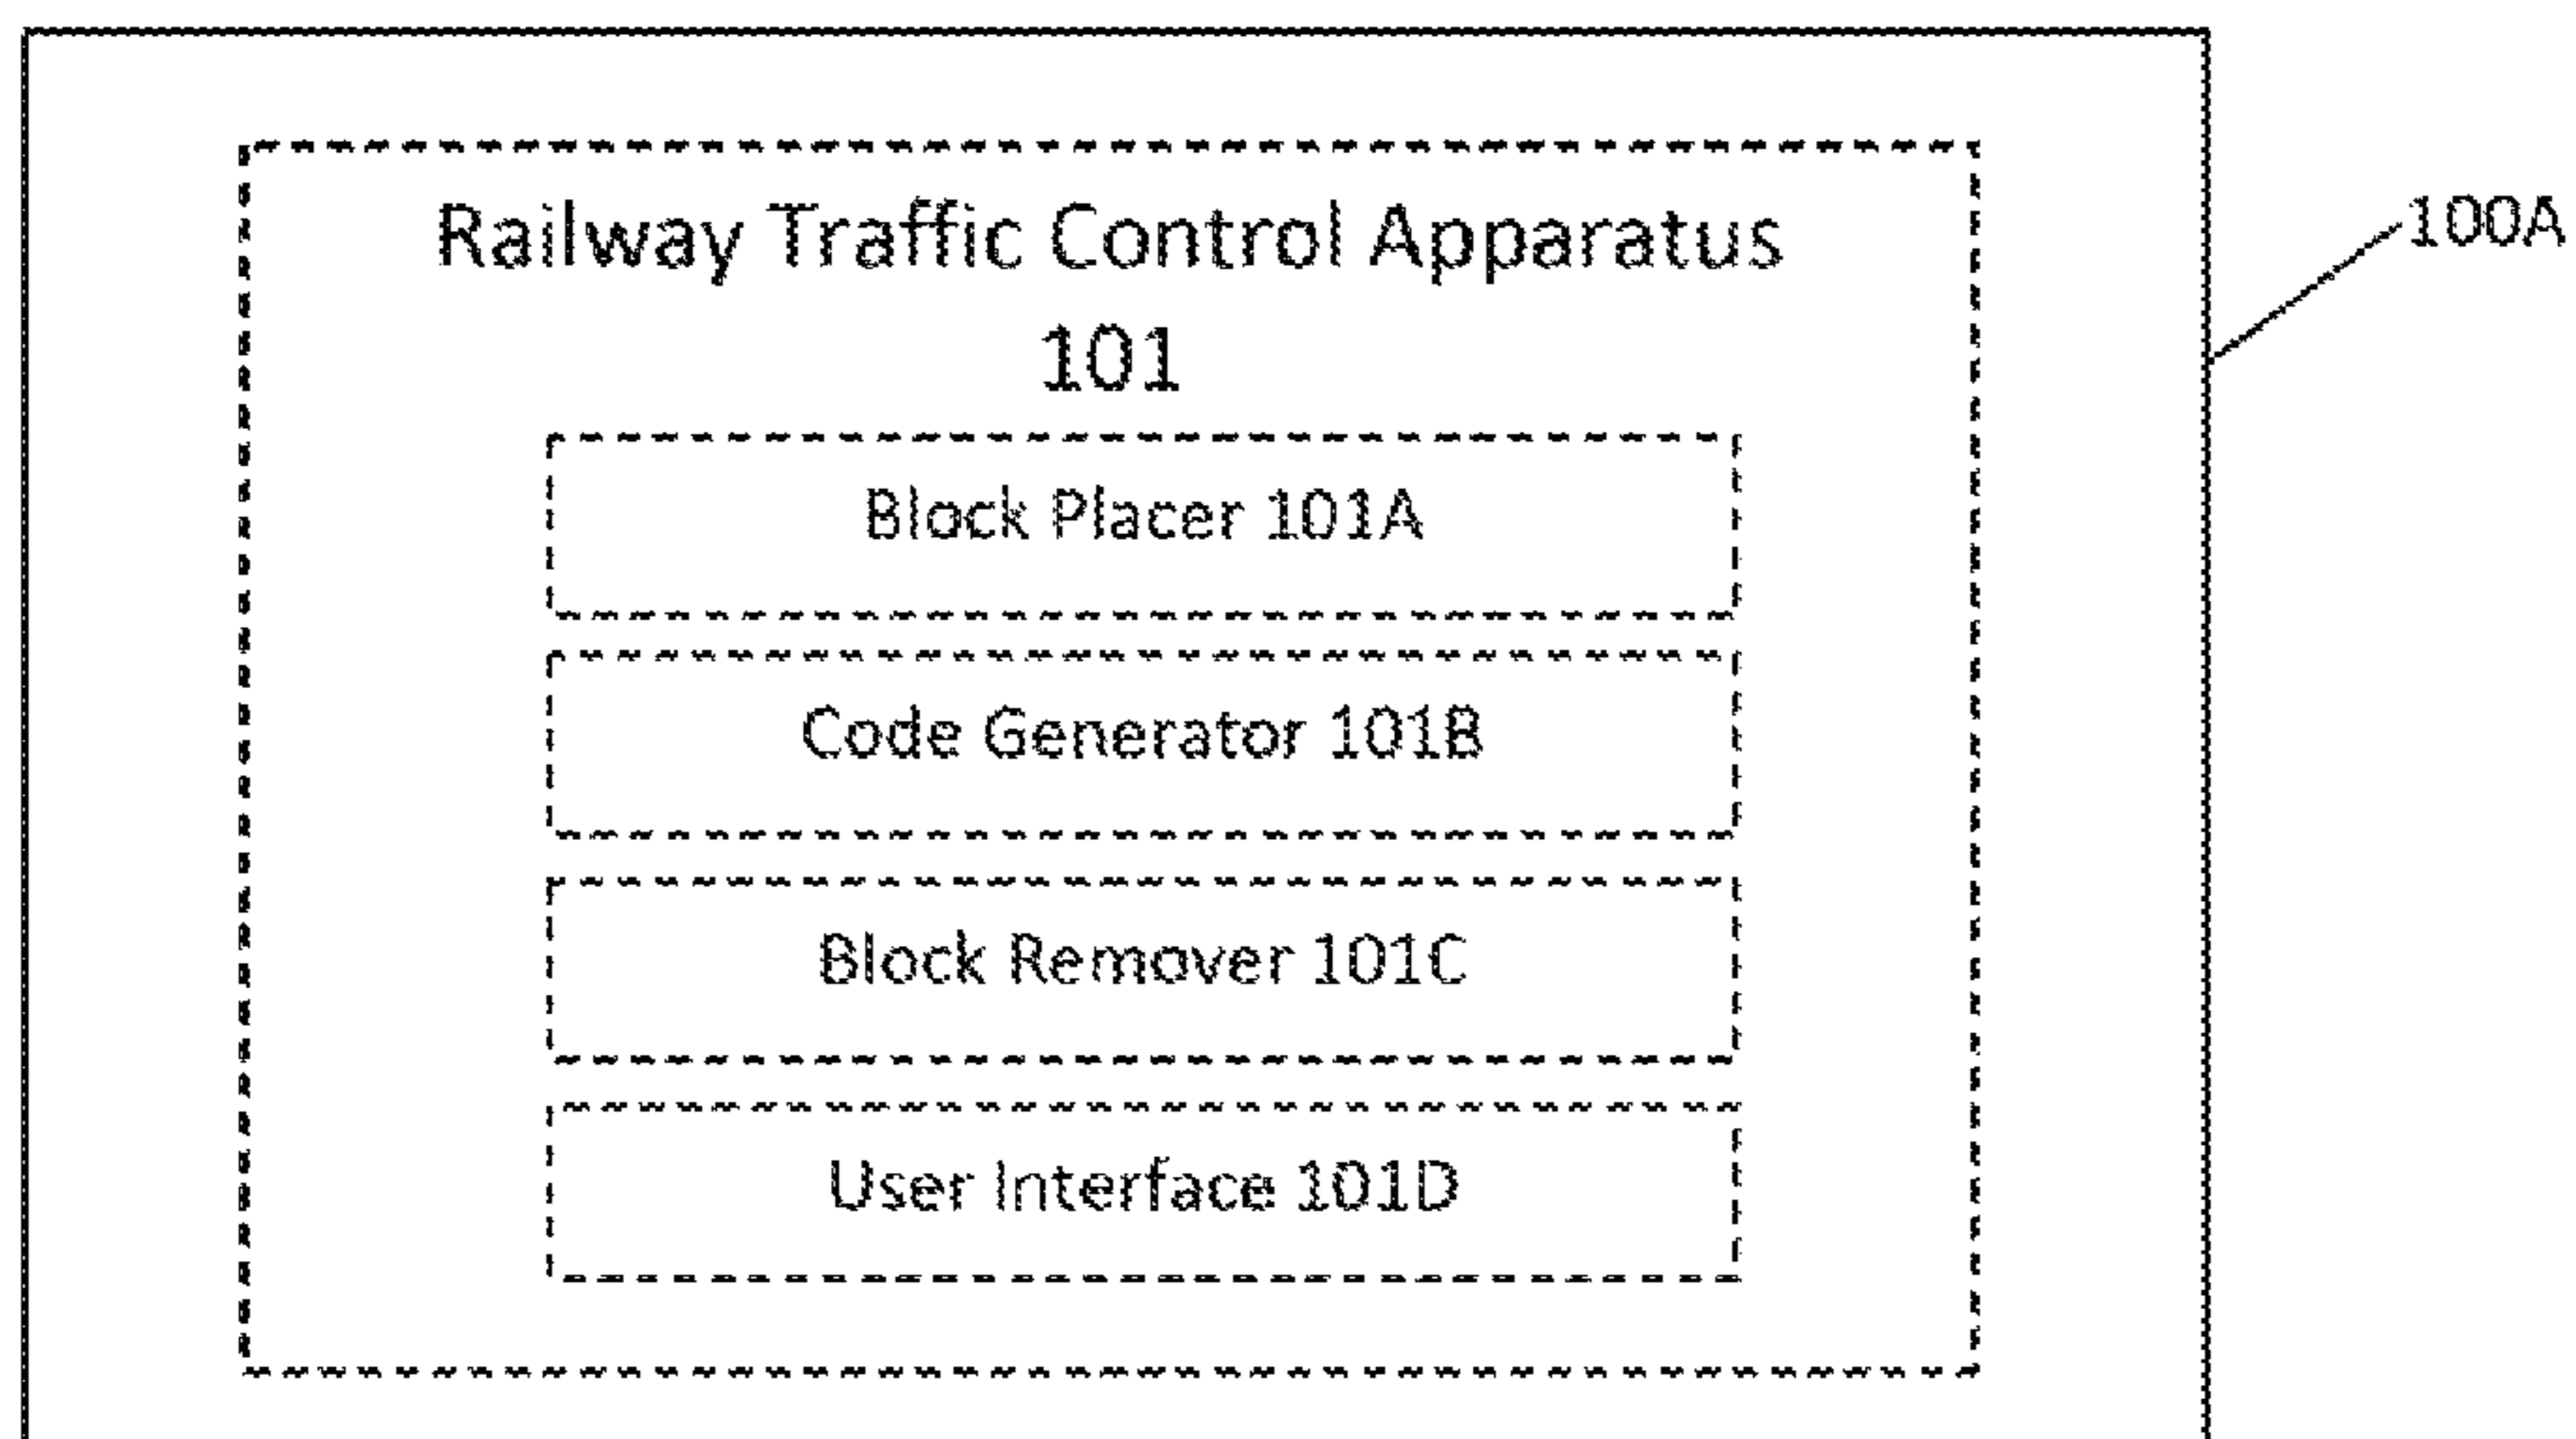 Railway Traffic Control Apparatus
101
100A
Block Placer 101A
Code Generator 101B
Block Remover 101C
User Interface 101D